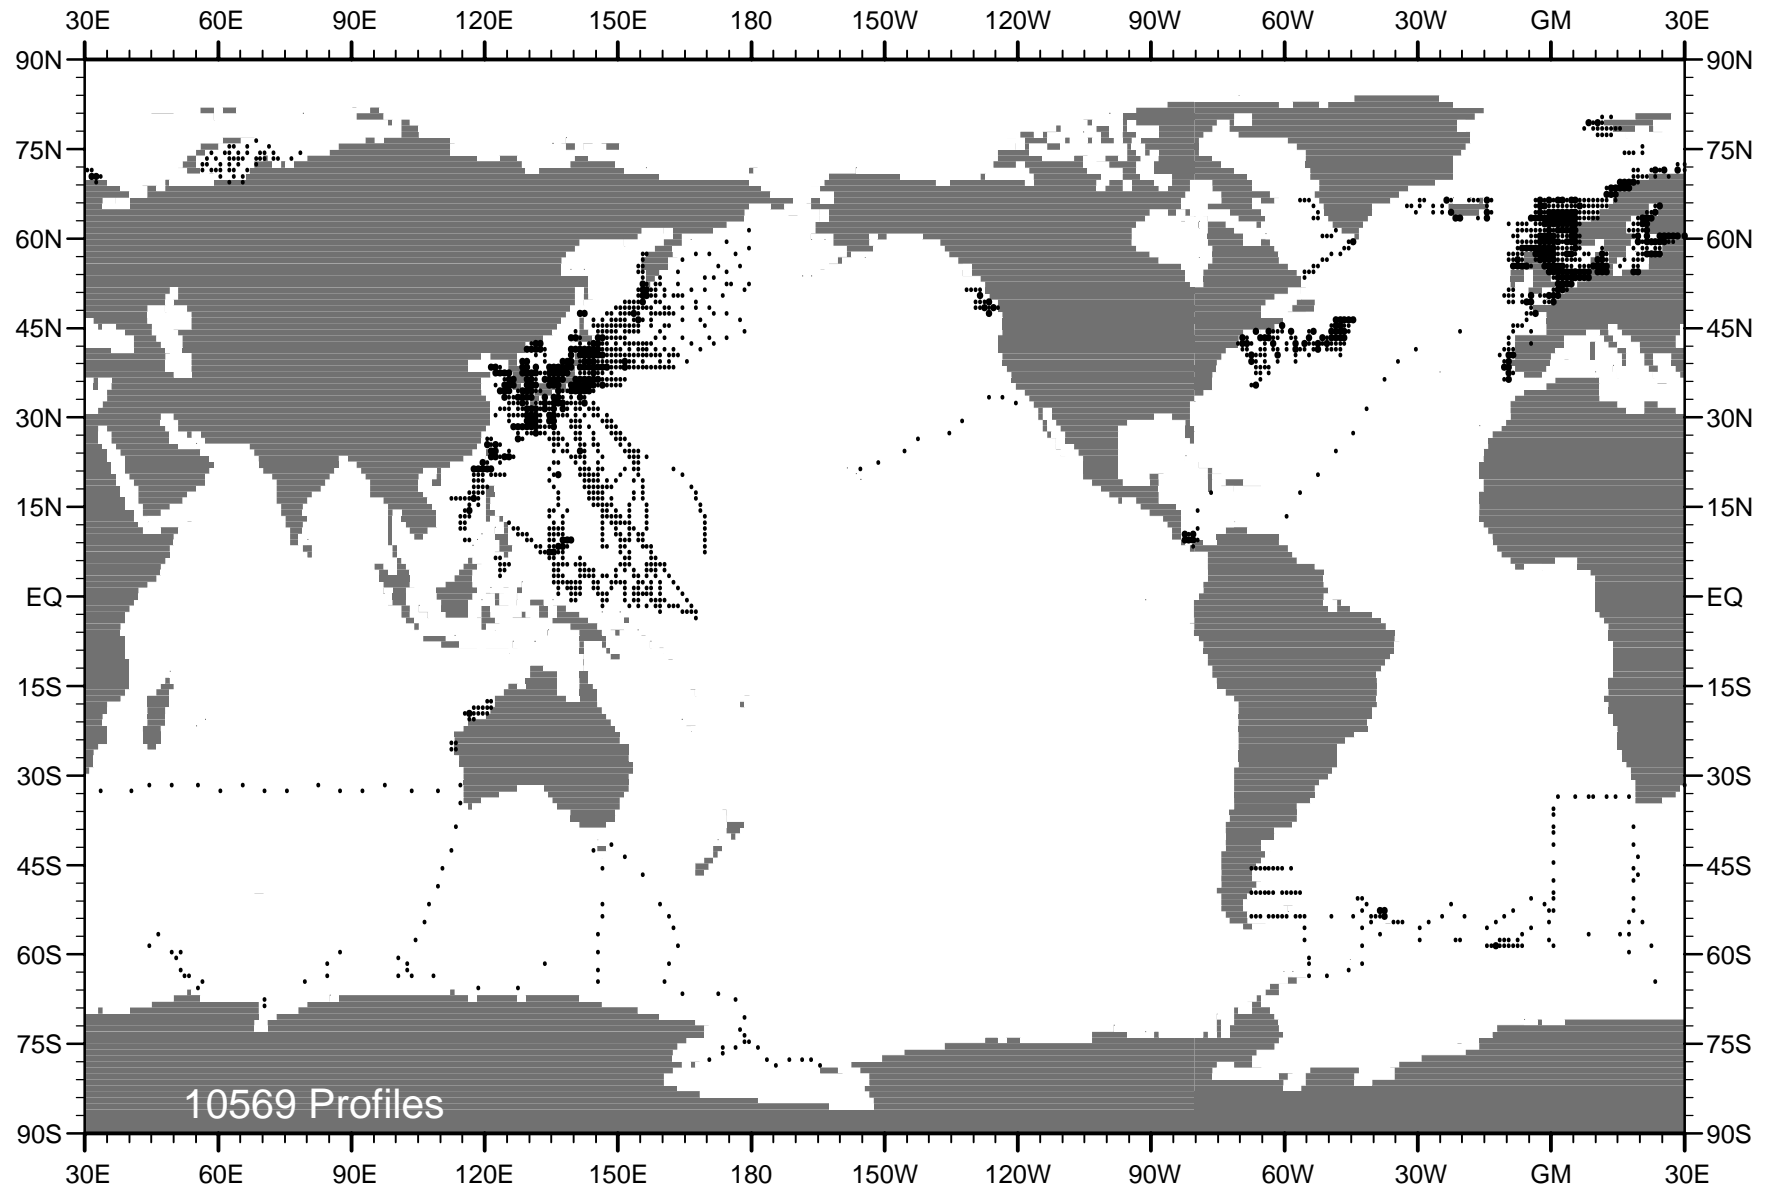 30E 60E 90E 120E 150E 180 150W 120W 90W 60W 30W GM 30E
90N 90N
75N 75N
60N 60N
45N 45N
30N 30N
15N 15N
EQ EQ
15S 15S
30S 30S
45S 45S
60S 60S
75S 75S
10569 Profiles
90S 90S
30E 60E 90E 120E 150E 180 150W 120W 90W 60W 30W GM 30E